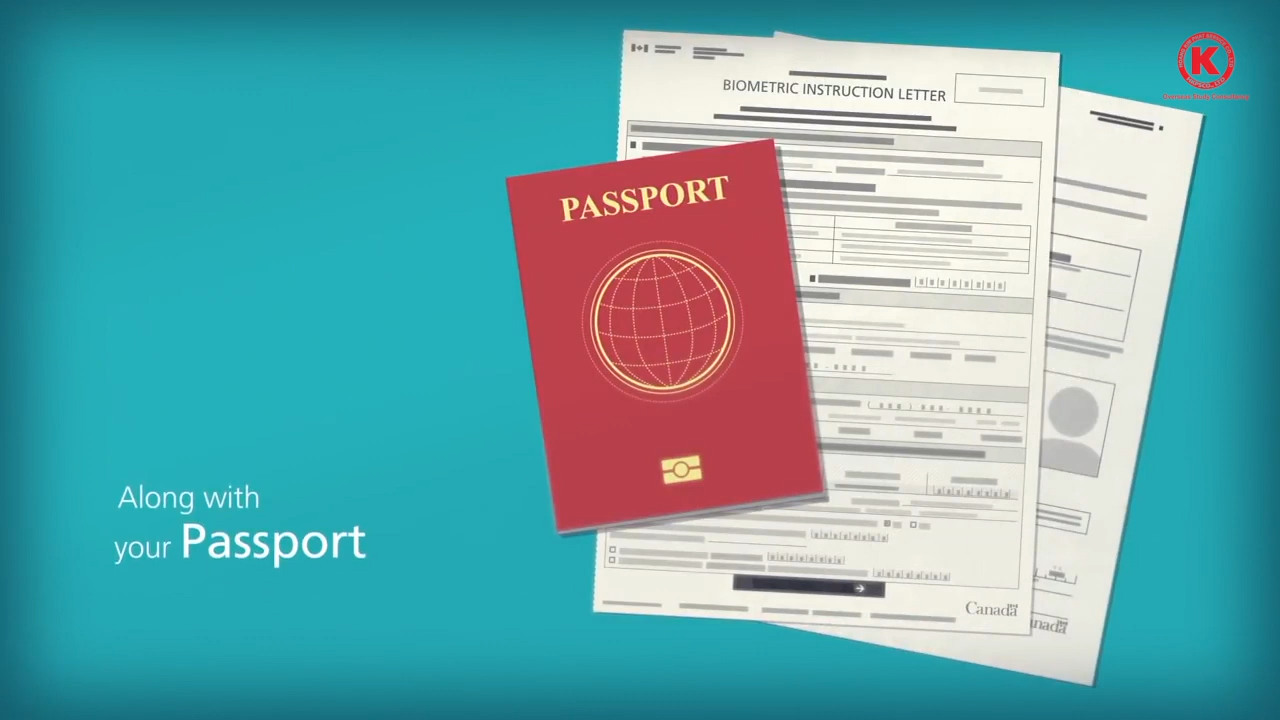 K
BIOMETRIC INSTRUCTION LETTER
PASSPORT
Along with
your Passport
Canada